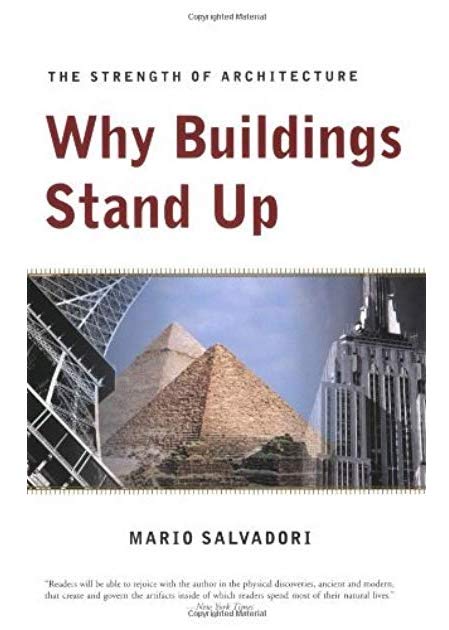 Copyrighted Material
THE STRENGTH OF ARCHITECTURE
Why Buildings
Stand Up
MARIO SALVADORI
"Readers will be able to rejoice with the author in the physical discoveries, ancient and modern,
that create and govern the artifacts inside of which readers spend most of their natural lives."
—New York Times
Copyrighted Material